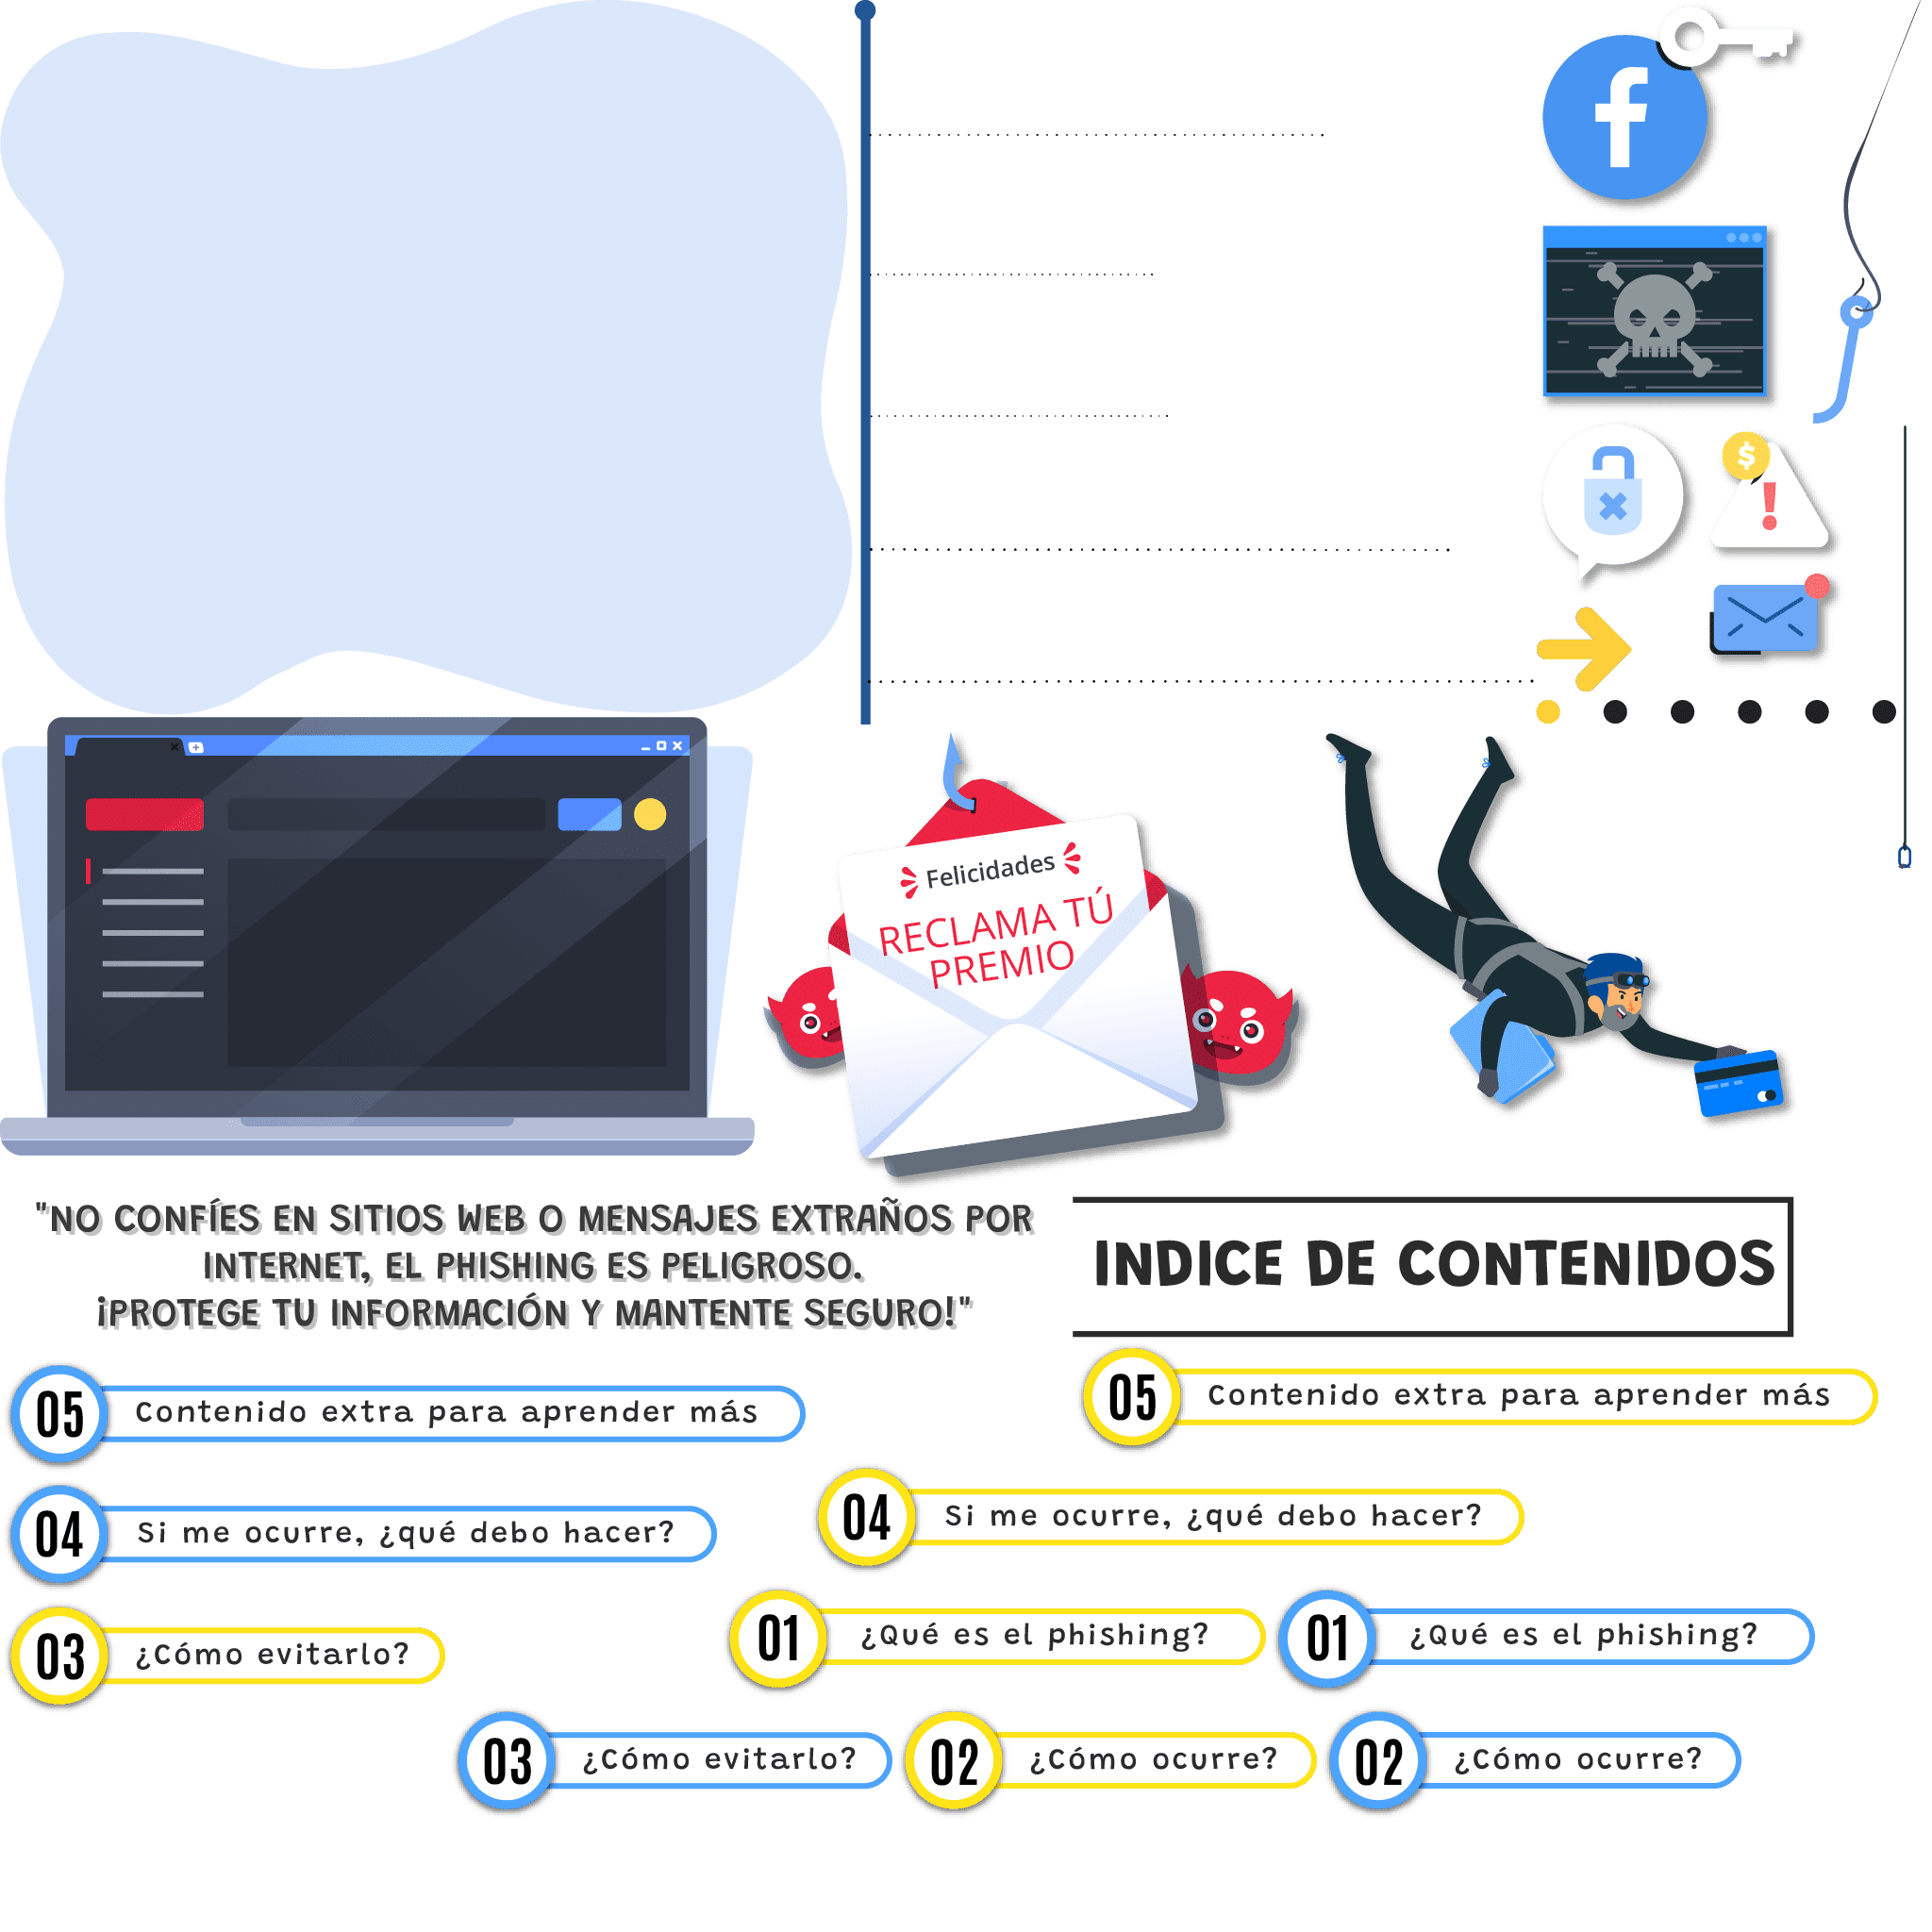 f
$
!
Felicidades
RECLAMA TÚ
PREMIO
"NO CONFÍES EN SITIOS WEB O MENSAJES EXTRAÑOS POR
INTERNET, EL PHISHING ES PELIGROSO.
¡PROTEGE TU INFORMACIÓN Y MANTENTE SEGURO!"
INDICE DE CONTENIDOS
05 Contenido extra para aprender más
05 Contenido extra para aprender más
04 Si me ocurre, ¿qué debo hacer?
04 Si me ocurre, ¿qué debo hacer?
03 ¿Cómo evitarlo?
01 ¿Qué es el phishing?
01 ¿Qué es el phishing?
03 ¿Cómo evitarlo?
02 ¿Cómo ocurre?
02 ¿Cómo ocurre?